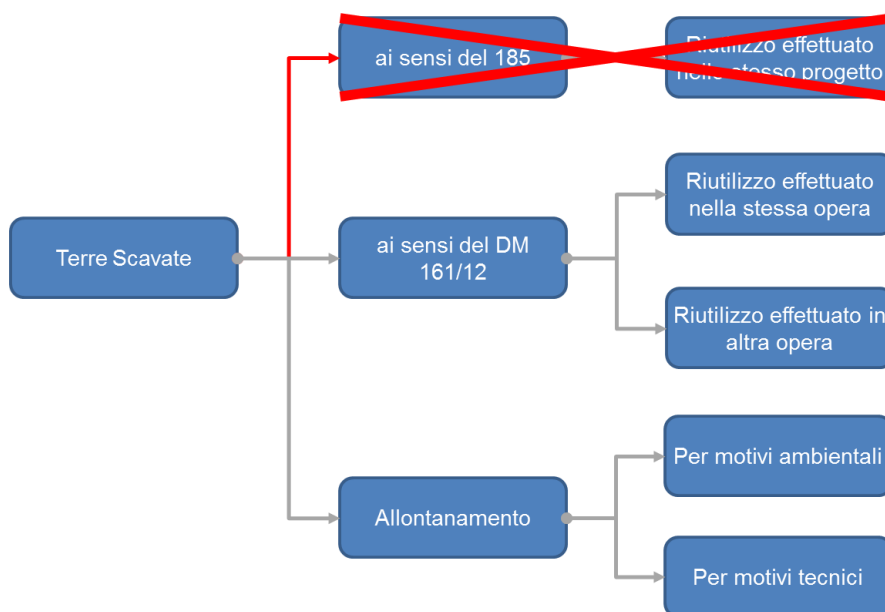 ai sensi del 185
Riutilizzo effettuato
nello stesso progetto
Riutilizzo effettuato
nella stessa opera
Terre Scavate
ai sensi del DM
161/12
Riutilizzo effettuato in
altra opera
Per motivi ambientali
Allontanamento
Per motivi tecnici